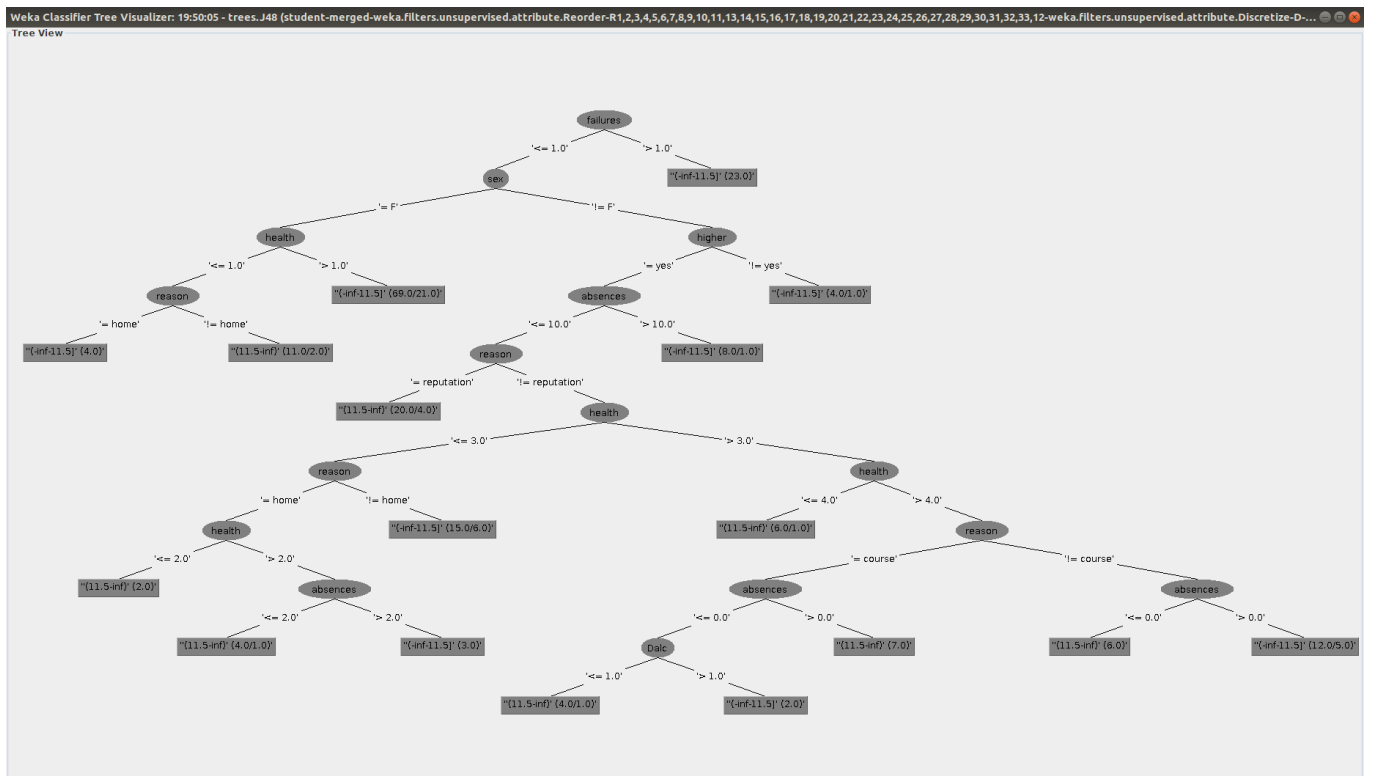 Weka Classifier Tree Visualizer: 19:50:05 - trees.J48 (student-merged-weka.filters.unsupervised.attribute.Reorder-R1,2,3,4,5,6,7,8,9,10,11,13,14,15,16,17,18,19,20,21,22,23,24,25,26,27,28,29,30,31,32,33,12-weka.filters.unsupervised.attribute.Discretize-D-...
Tree View
failures
'<= 1.0' '> 1.0'
sex "(-inf-11.5]' (23.0)'
'= F' '!= F'
health higher
'<= 1.0' '> 1.0' '= yes' '!= yes'
reason "(-inf-11.5]' (69.0/21.0)' absences "(-inf-11.5]' (4.0/1.0)'
'= home' '!= home' '<= 10.0' '> 10.0'
"(-inf-11.5]' (4.0)' "(11.5-inf)' (11.0/2.0)' reason "(-inf-11.5]' (8.0/1.0)'
'= reputation' '!= reputation'
"(11.5-inf)' (20.0/4.0)' health
'<= 3.0' '> 3.0'
reason health
'= home' '!= home' '<= 4.0' '> 4.0'
health "(-inf-11.5]' (15.0/6.0)' "(11.5-inf)' (6.0/1.0)' reason
'<= 2.0' '> 2.0' '= course' '!= course'
"(11.5-inf)' (2.0)' absences absences absences
'<= 2.0' '> 2.0' '<= 0.0' '> 0.0' '<= 0.0' '> 0.0'
"(11.5-inf)' (4.0/1.0)' "(-inf-11.5]' (3.0)' Dalc "(11.5-inf)' (7.0)' "(11.5-inf)' (6.0)' "(-inf-11.5]' (12.0/5.0)'
'<= 1.0' '> 1.0'
"(11.5-inf)' (4.0/1.0)' "(-inf-11.5]' (2.0)'